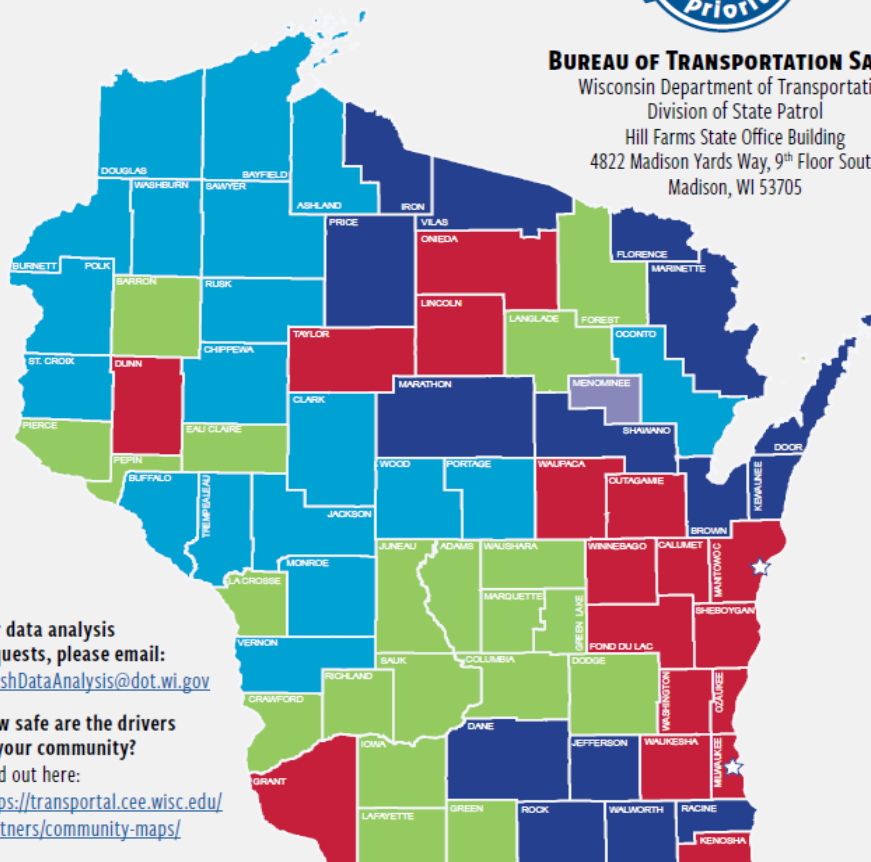 priorit
BUREAU OF TRANSPORTATION SA
Wisconsin Department of Transportati
Division of State Patrol
Hill Farms State Office Building
4822 Madison Yards Way, 9th Floor Sout
Madison, WI 53705
DOUGLAS
BAYFIELD
WASHBURN
SAWYER
ASHLAND
IRON
PRICE
VILAS
ONIEDA
FLORENCE
MARINETTE
BURNETT
POLK
BARRON
RUSK
LINCOLN
LANGLADE
FOREST
TAYLOR
OCONTO
ST. CROIX
DUNN
CHIPPEWA
MARATHON
MENOMINEE
CLARK
PIERCE
EAU CLAIRE
SHAWANO
DOOR
PEPIN
BUFFALO
TREMPEALEAU
WOOD
PORTAGE
WAUPACA
OUTAGAMIE
KEWAUNEE
BROWN
JACKSON
JUNEAU
ADAMS
WAUSHARA
WINNEBAGO
CALUMET
MANITOWOC
MONROE
LA CROSSE
MARQUETTE
GREEN LAKE
SHEBOYGAN
FOND DU LAC
VERNON
SAUK
COLUMBIA
DODGE
RICHLAND
WASHINGTON
OZAUKEE
CRAWFORD
DANE
IOWA
JEFFERSON
WAUKESHA
MILWAUKEE
GRANT
LAFAYETTE
GREEN
ROCK
WALWORTH
RACINE
KENOSHA
r data analysis
quests, please email:
shDataAnalysis@dot.wi.gov
w safe are the drivers
your community?
d out here:
ps://transportal.cee.wisc.edu/
tners/community-maps/